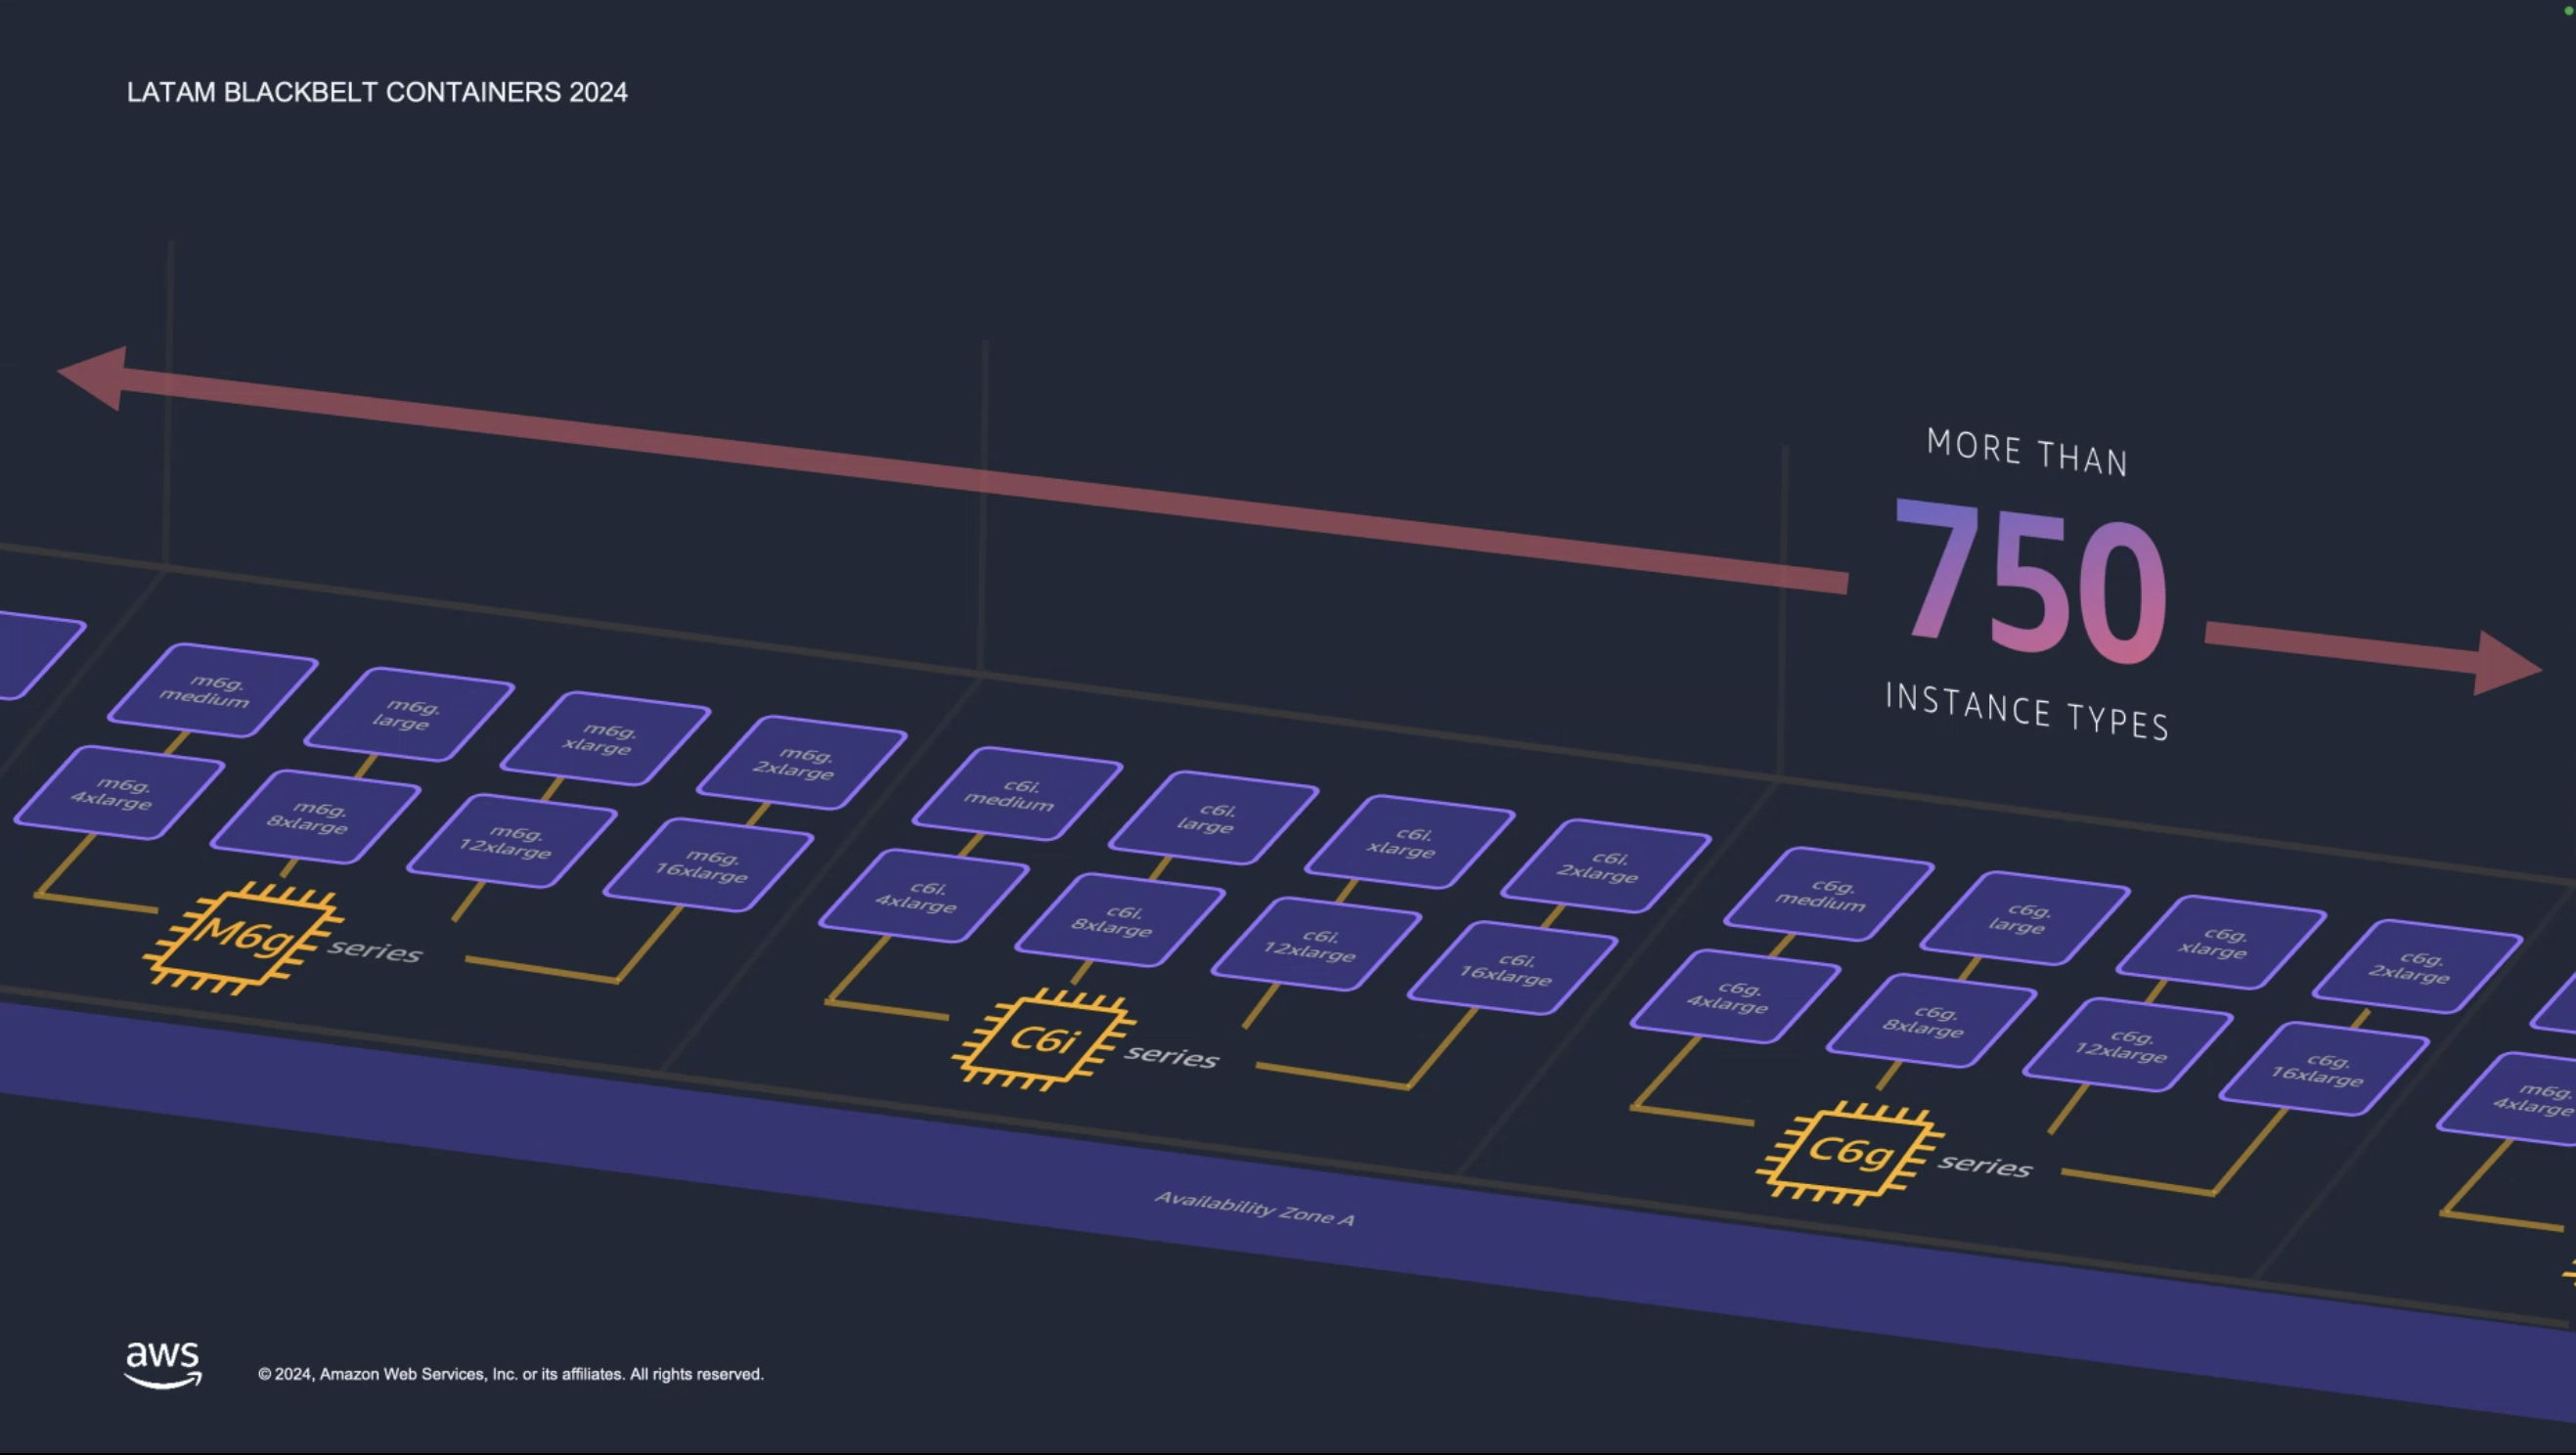 LATAM BLACKBELT CONTAINERS 2024
MORE THAN
750
INSTANCE TYPES
m6g.
medium
m6g.
large
m6g.
xlarge
m6g.
2xlarge
m6g.
4xlarge
m6g.
8xlarge
m6g.
12xlarge
m6g.
16xlarge
M6g series
c6i.
medium
c6i.
large
c6i.
xlarge
c6i.
2xlarge
c6i.
4xlarge
c6i.
8xlarge
c6i.
12xlarge
c6i.
16xlarge
C6i series
c6g.
medium
c6g.
large
c6g.
xlarge
c6g.
2xlarge
c6g.
4xlarge
c6g.
8xlarge
c6g.
12xlarge
c6g.
16xlarge
C6g series
m6g.
4xlarge
Availability Zone A
aws
© 2024, Amazon Web Services, Inc. or its affiliates. All rights reserved.